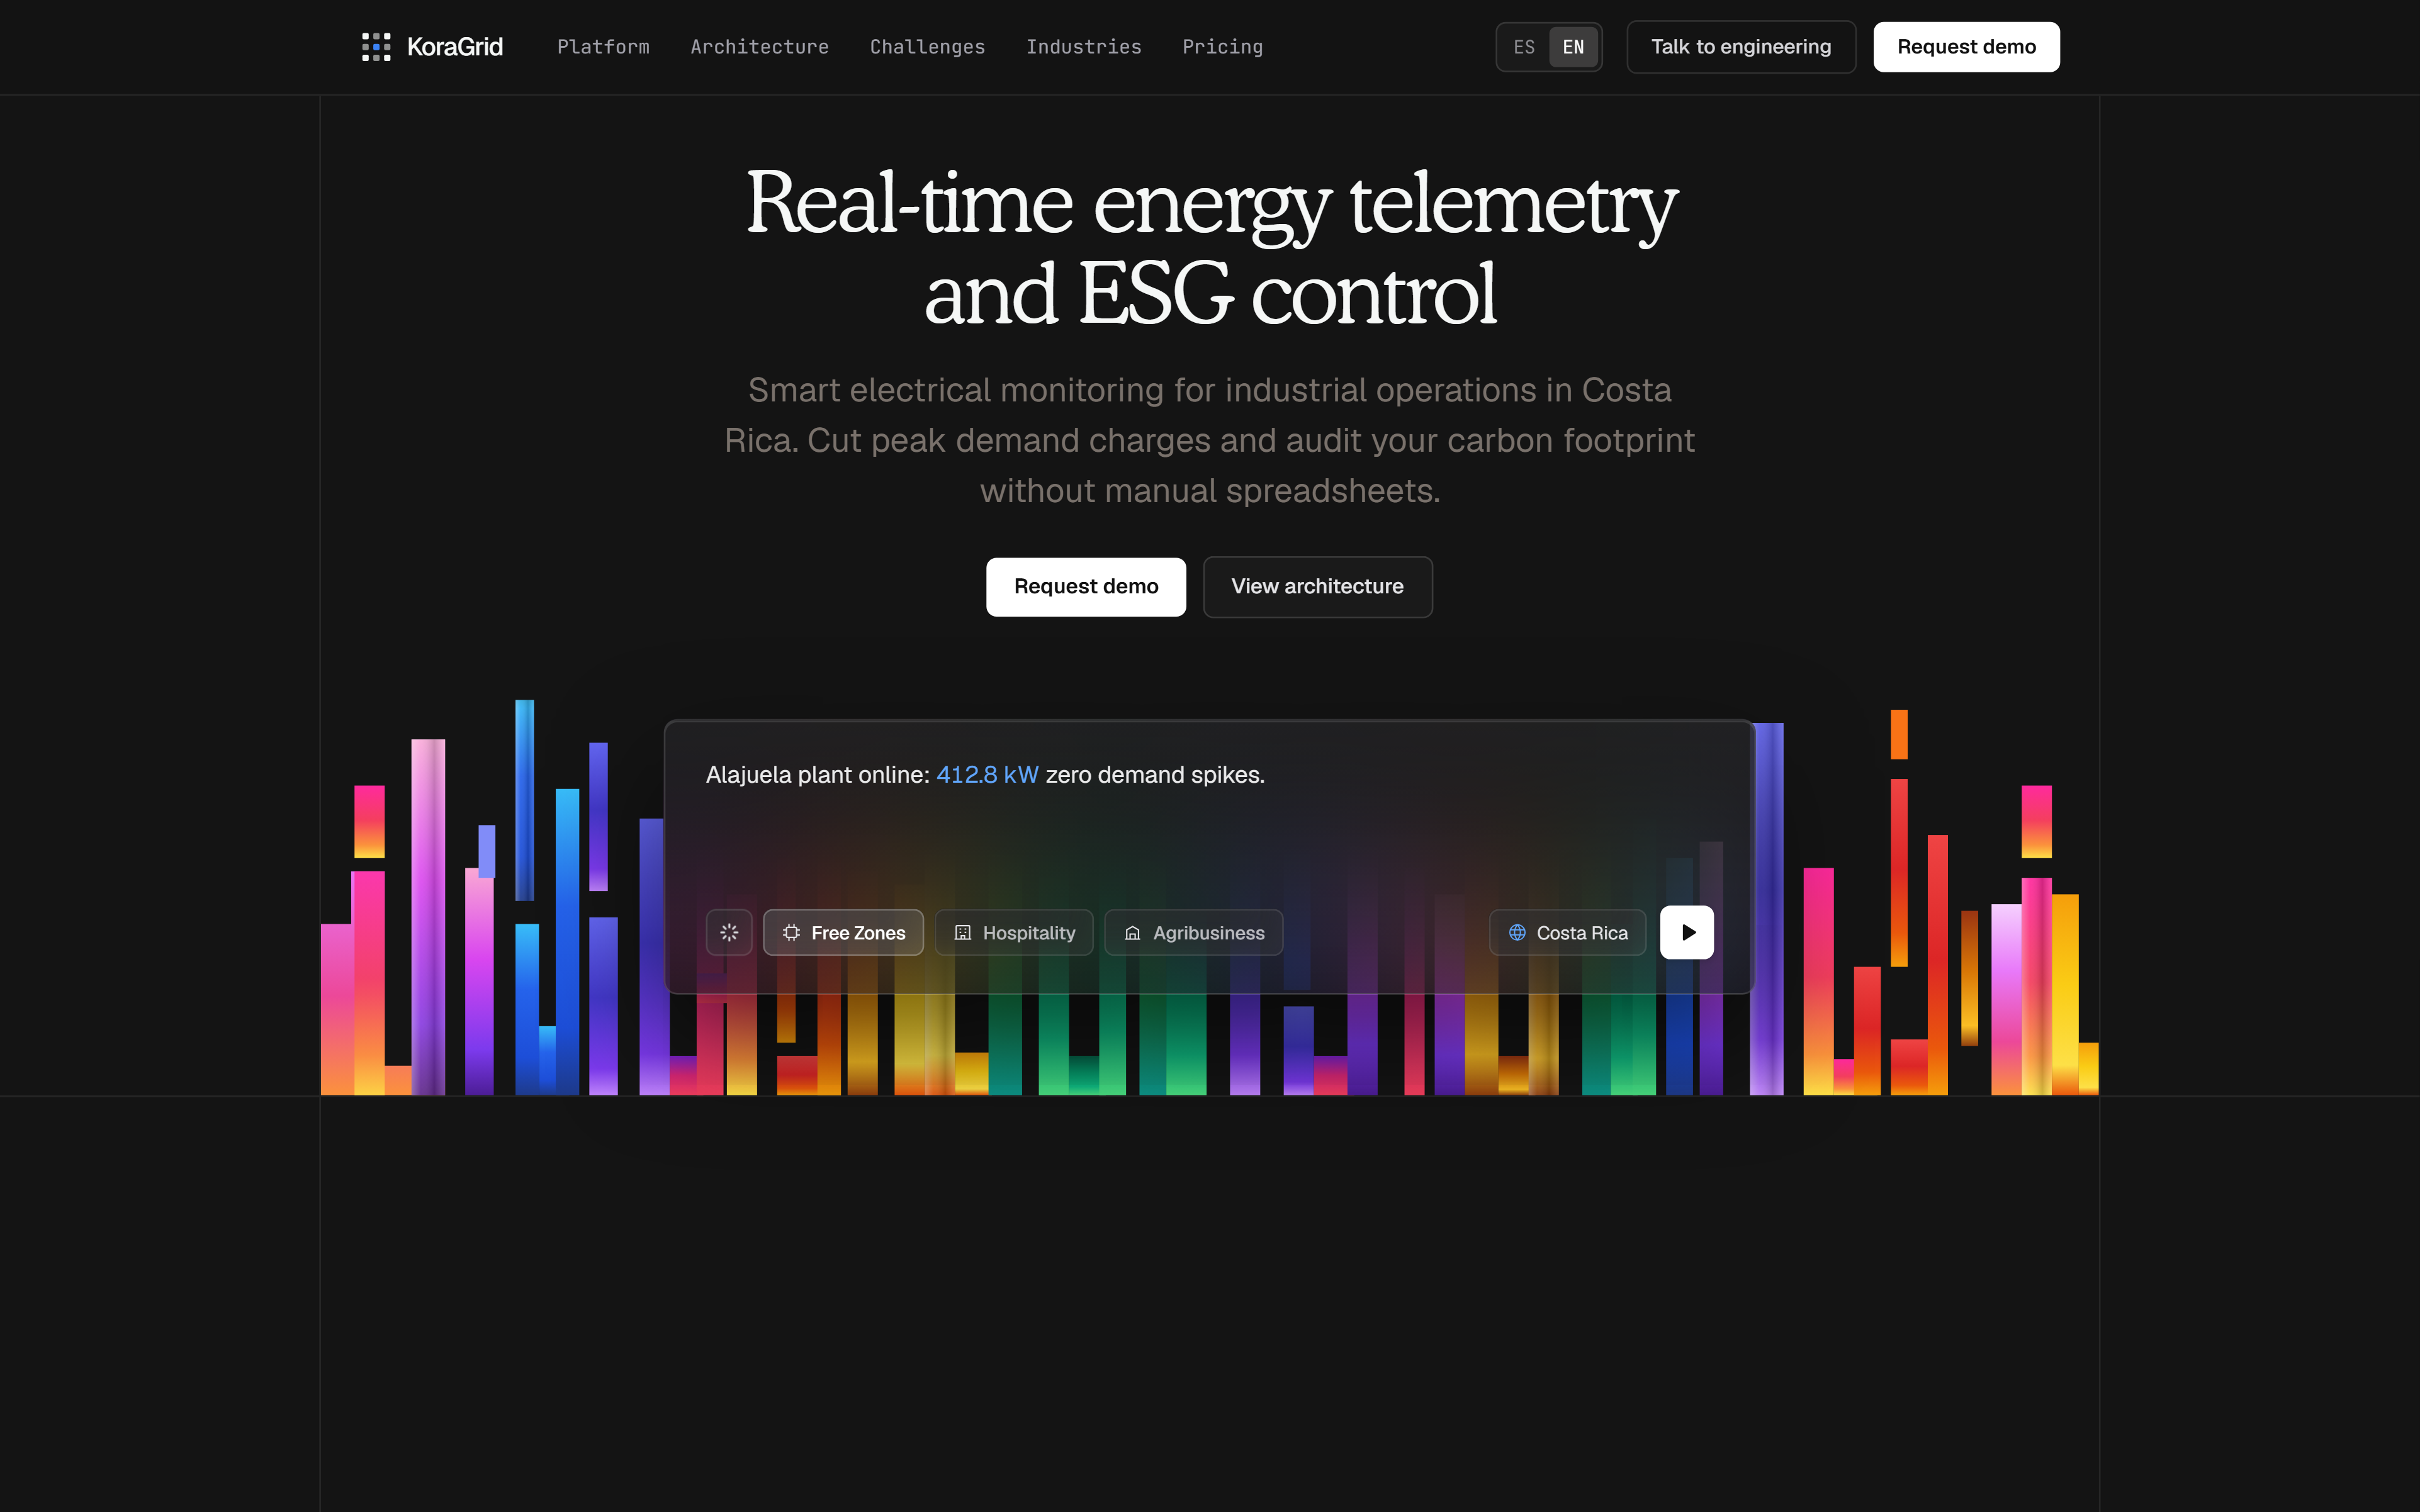 KoraGrid
Platform
Architecture
Challenges
Industries
Pricing
ES
EN
Talk to engineering
Request demo
Real-time energy telemetry
and ESG control
Smart electrical monitoring for industrial operations in Costa
Rica. Cut peak demand charges and audit your carbon footprint
without manual spreadsheets.
Request demo
View architecture
Alajuela plant online: 412.8 kW zero demand spikes.
Free Zones
Hospitality
Agribusiness
Costa Rica